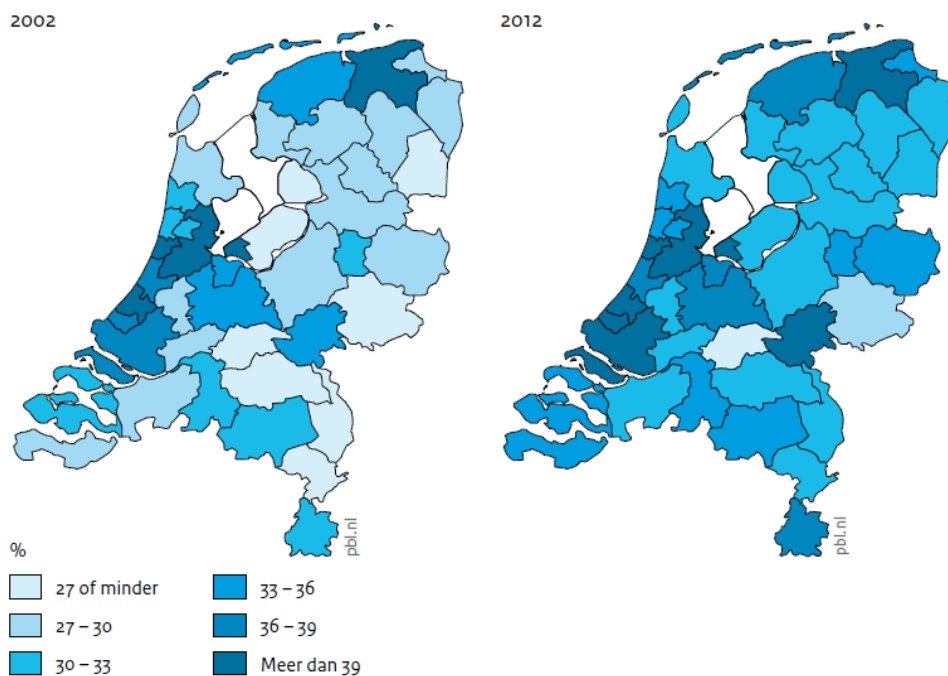 2002
2012
pbl.nl
pbl.nl
%
27 of minder
27 – 30
30 – 33
33 – 36
36 – 39
Meer dan 39